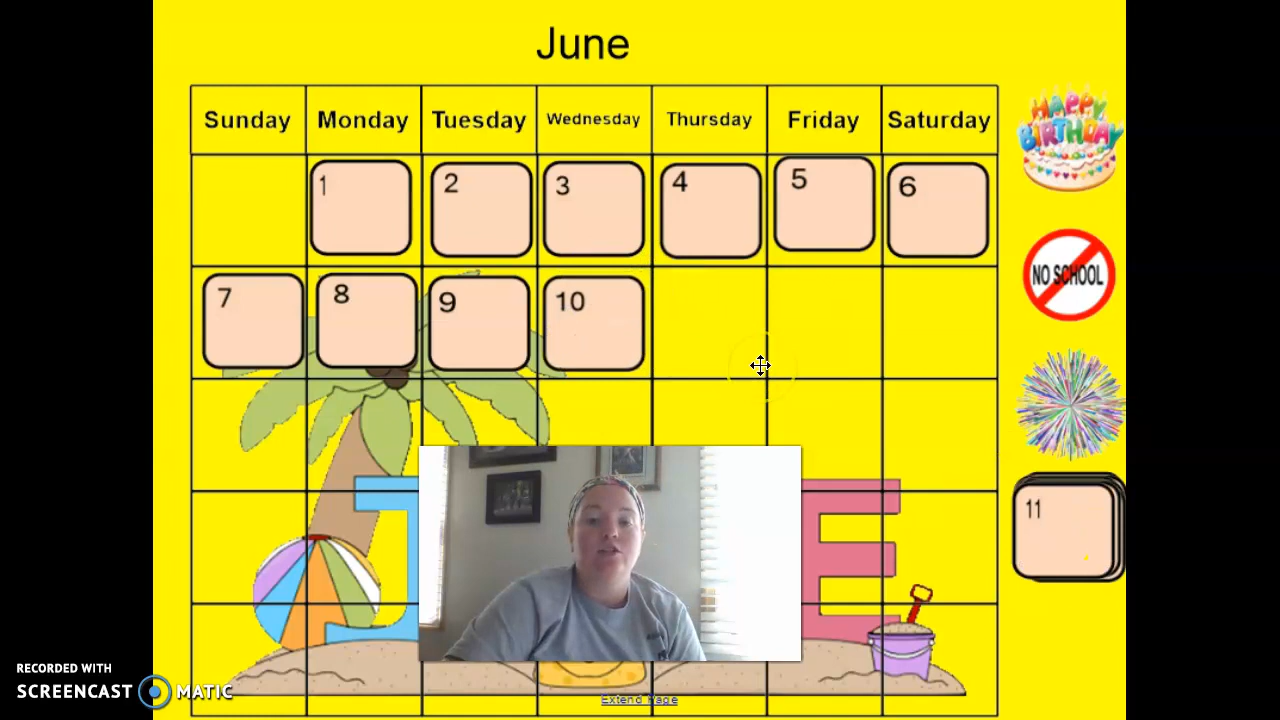 June
Sunday Monday Tuesday Wednesday Thursday Friday Saturday
1 2 3 4 5 6
7 8 9 10
HAPPY
BIRTHDAY
NO SCHOOL
11
J E
RECORDED WITH
SCREENCAST MATIC
Extend Page